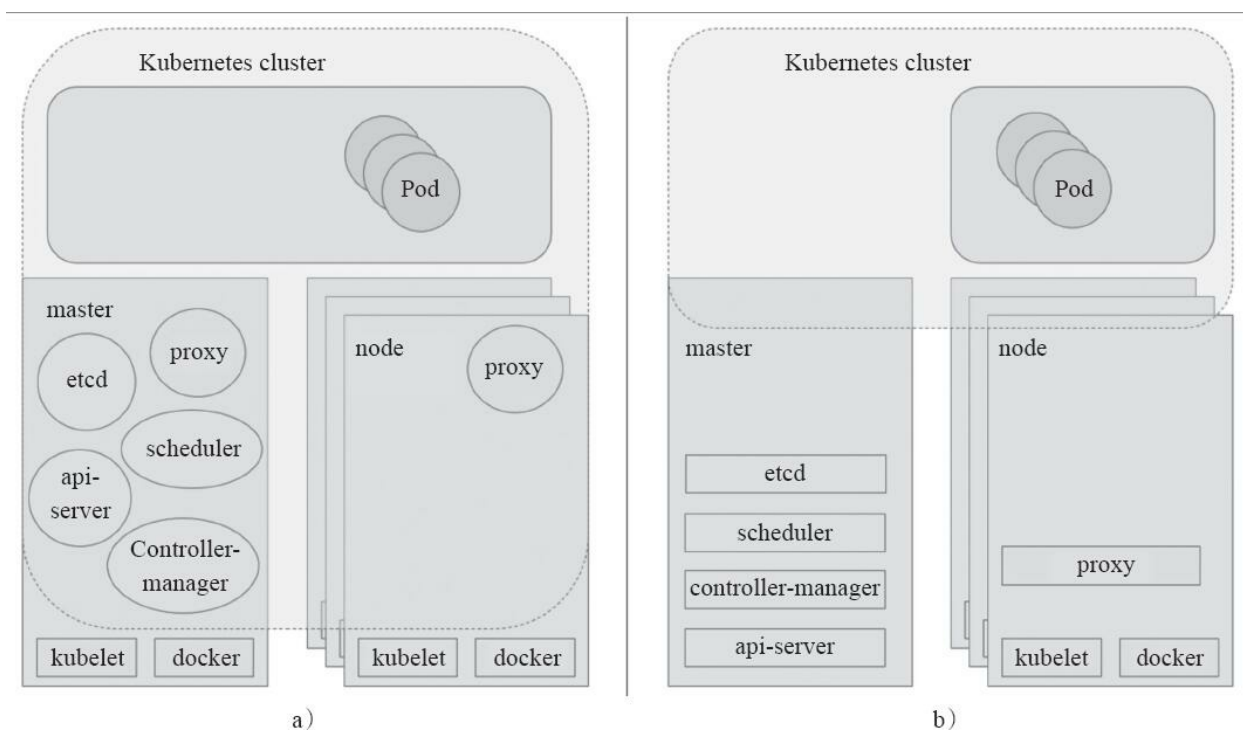 Kubernetes cluster
Pod
master
proxy
etcd
scheduler
api-
server
Controller-
manager
kubelet
docker
node
proxy
kubelet
docker
a）
Kubernetes cluster
Pod
master
etcd
scheduler
controller-manager
api-server
node
proxy
kubelet
docker
b）